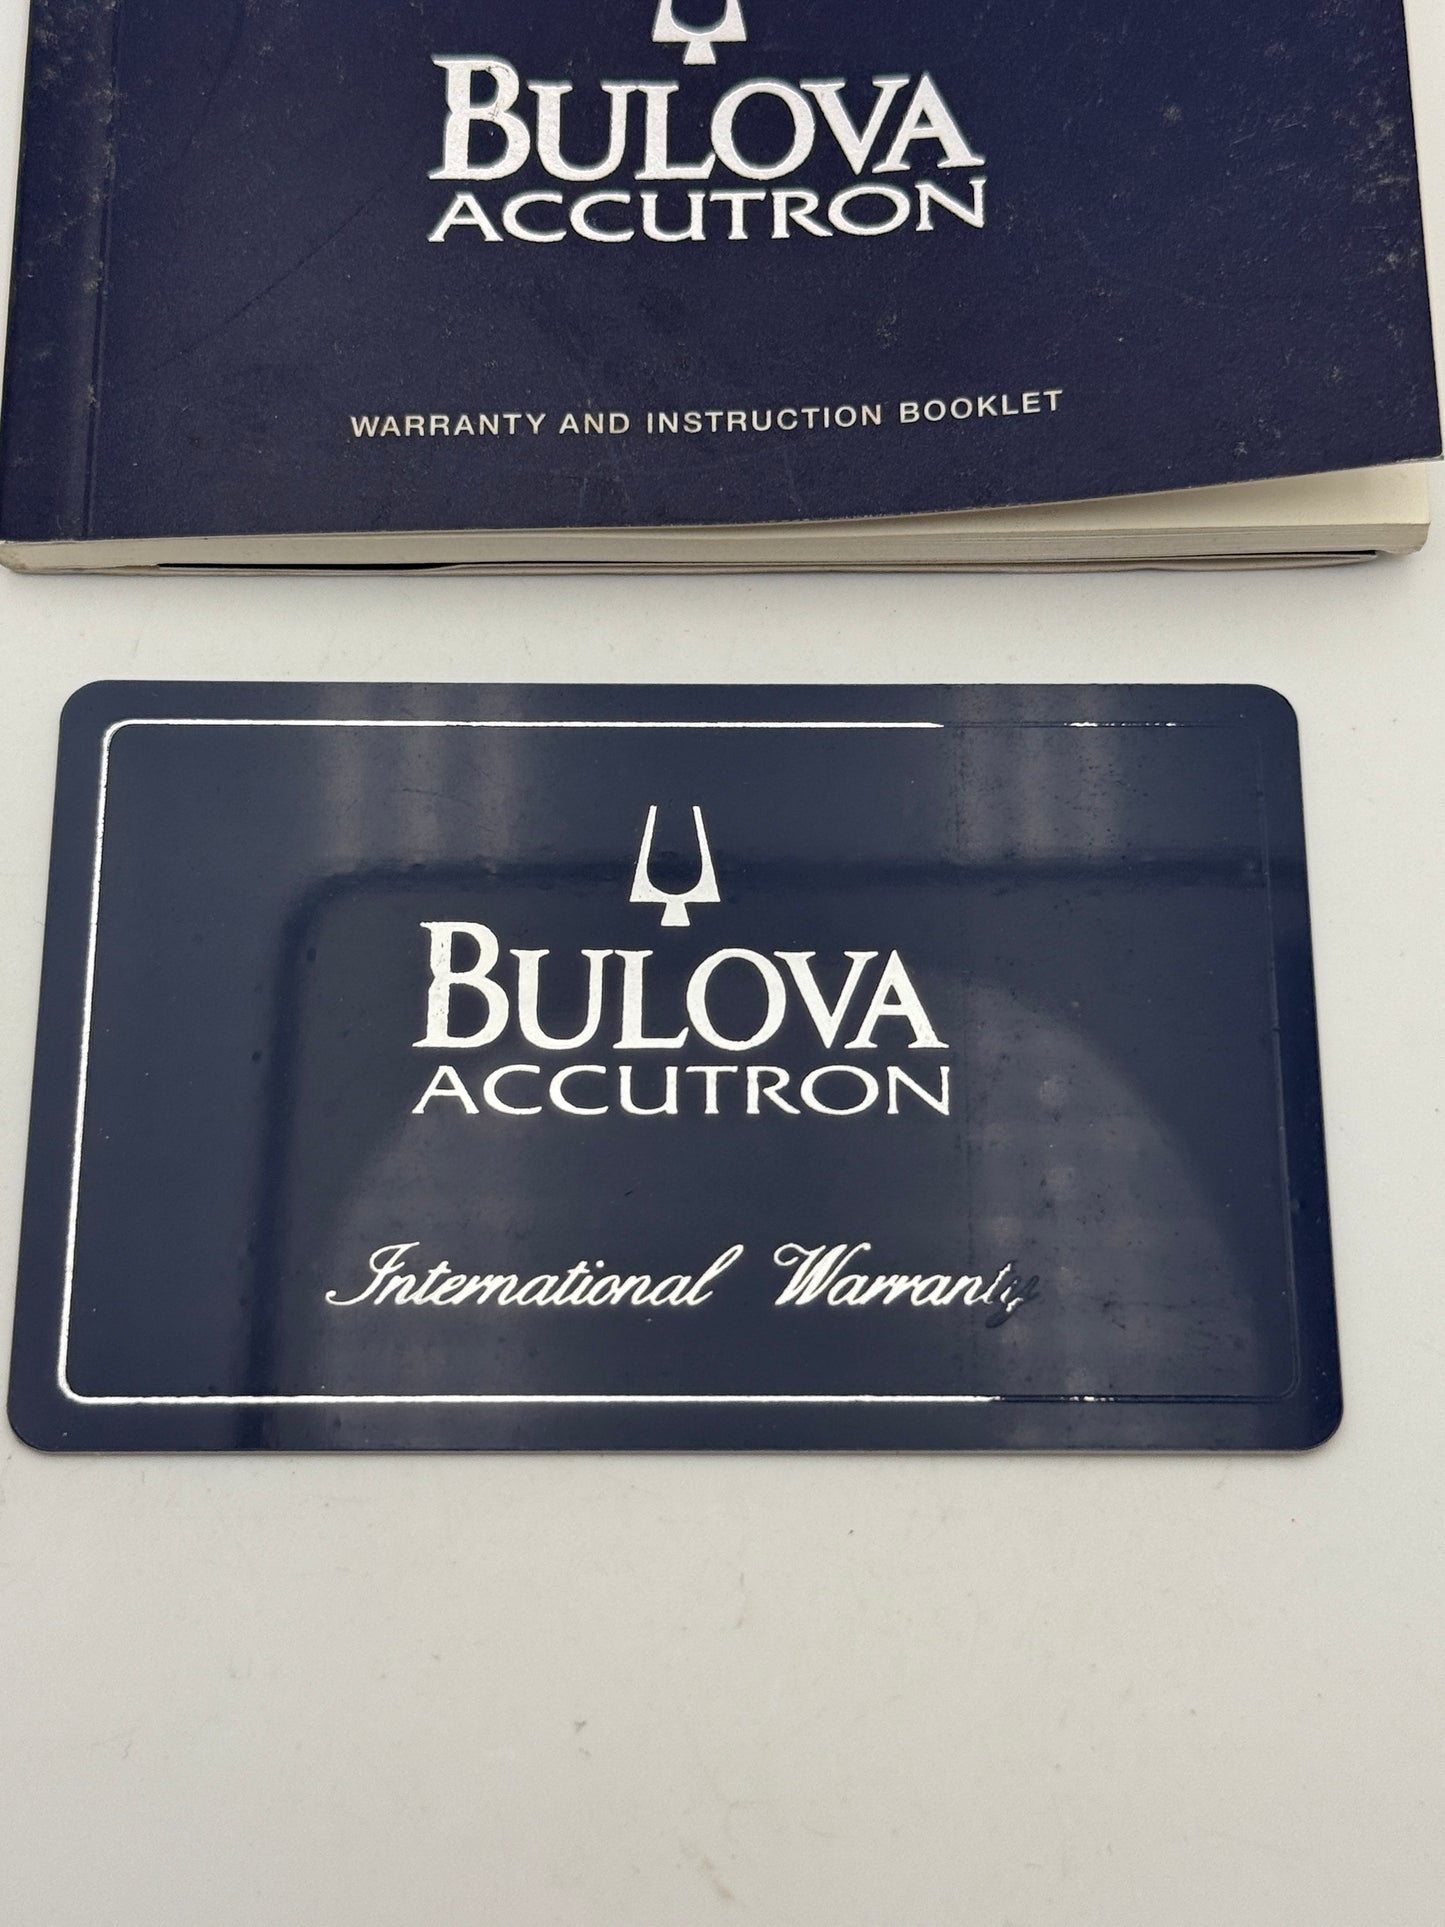 BULOVA
ACCUTRON
WARRANTY AND INSTRUCTION BOOKLET
BULOVA
ACCUTRON
International Warranty